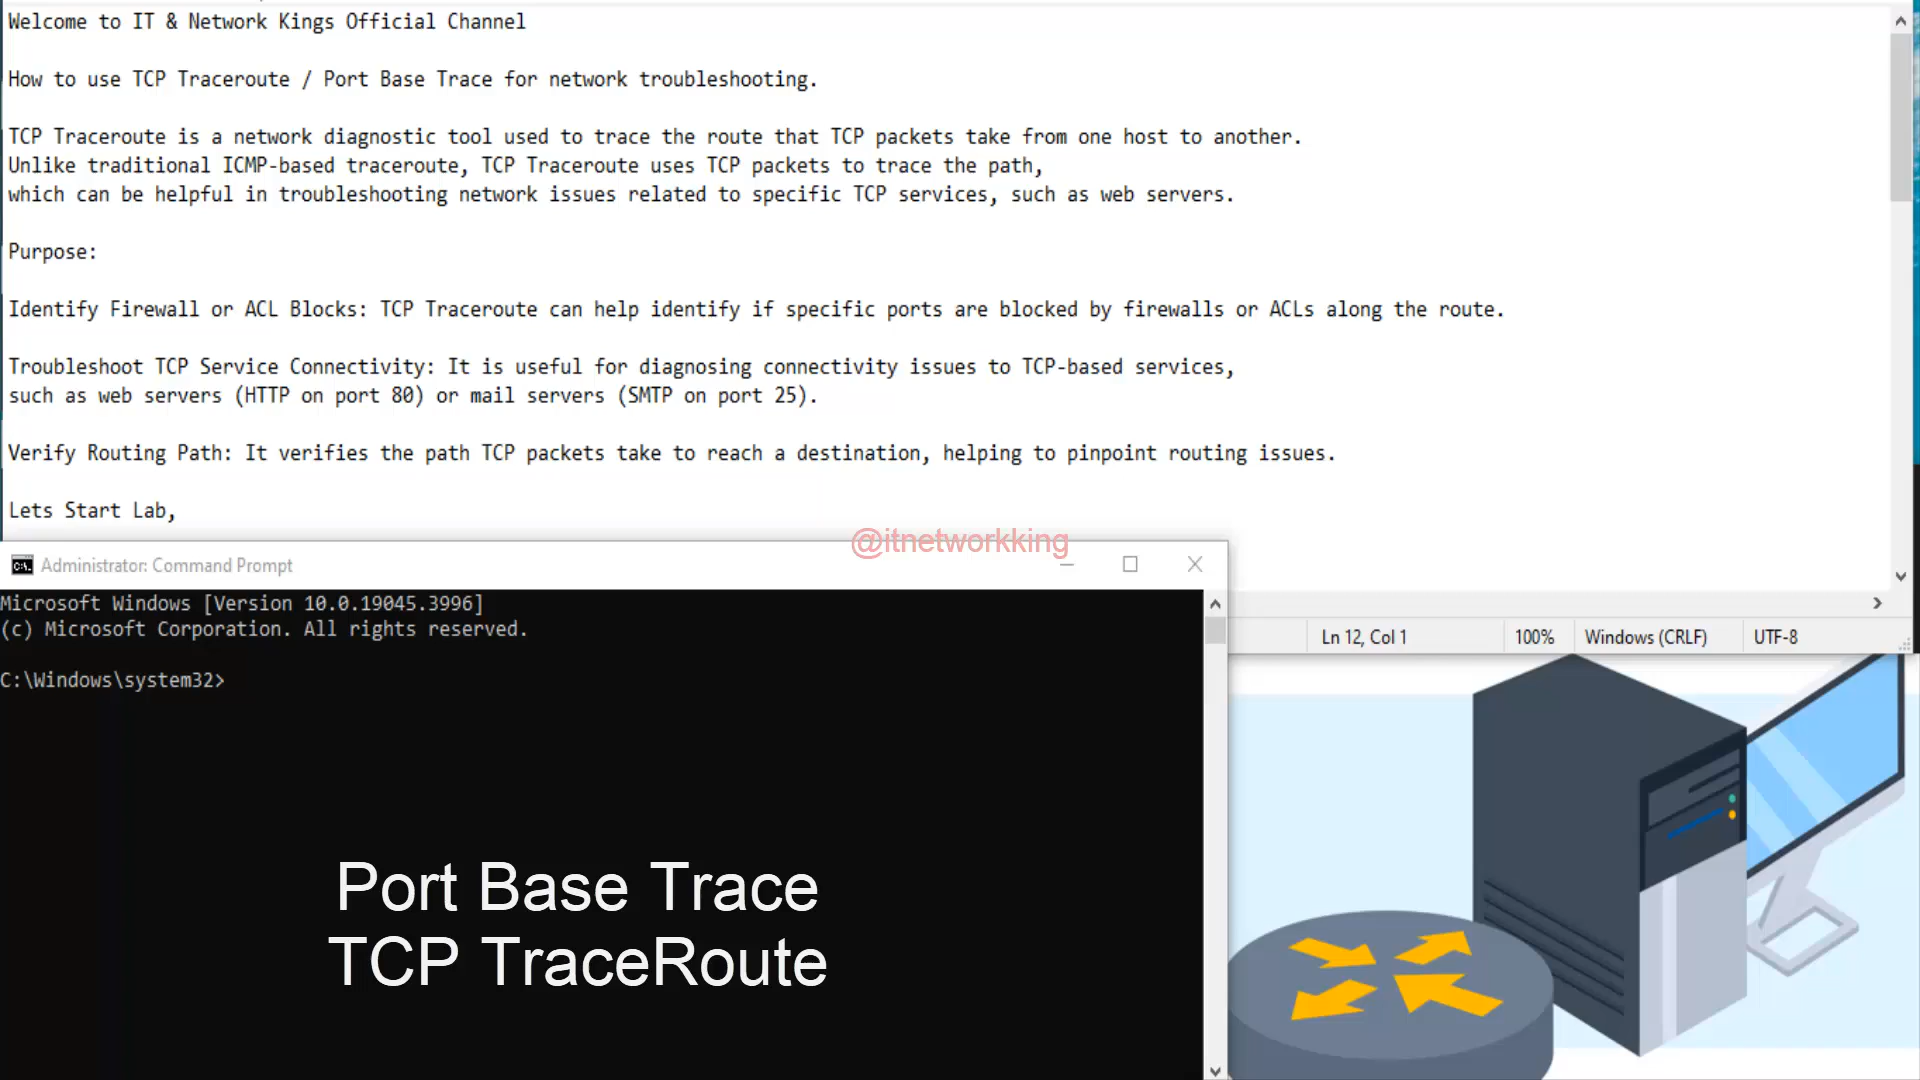 Welcome to IT & Network Kings Official Channel
How to use TCP Traceroute / Port Base Trace for network troubleshooting.
TCP Traceroute is a network diagnostic tool used to trace the route that TCP packets take from one host to another.
Unlike traditional ICMP-based traceroute, TCP Traceroute uses TCP packets to trace the path,
which can be helpful in troubleshooting network issues related to specific TCP services, such as web servers.
Purpose:
Identify Firewall or ACL Blocks: TCP Traceroute can help identify if specific ports are blocked by firewalls or ACLs along the route.
Troubleshoot TCP Service Connectivity: It is useful for diagnosing connectivity issues to TCP-based services,
such as web servers (HTTP on port 80) or mail servers (SMTP on port 25).
Verify Routing Path: It verifies the path TCP packets take to reach a destination, helping to pinpoint routing issues.
Lets Start Lab,
@itnetworkking
Administrator: Command Prompt
Microsoft Windows [Version 10.0.19045.3996]
(c) Microsoft Corporation. All rights reserved.
Ln 12, Col 1
100%
Windows (CRLF)
UTF-8
C:\Windows\system32>
Port Base Trace
TCP TraceRoute